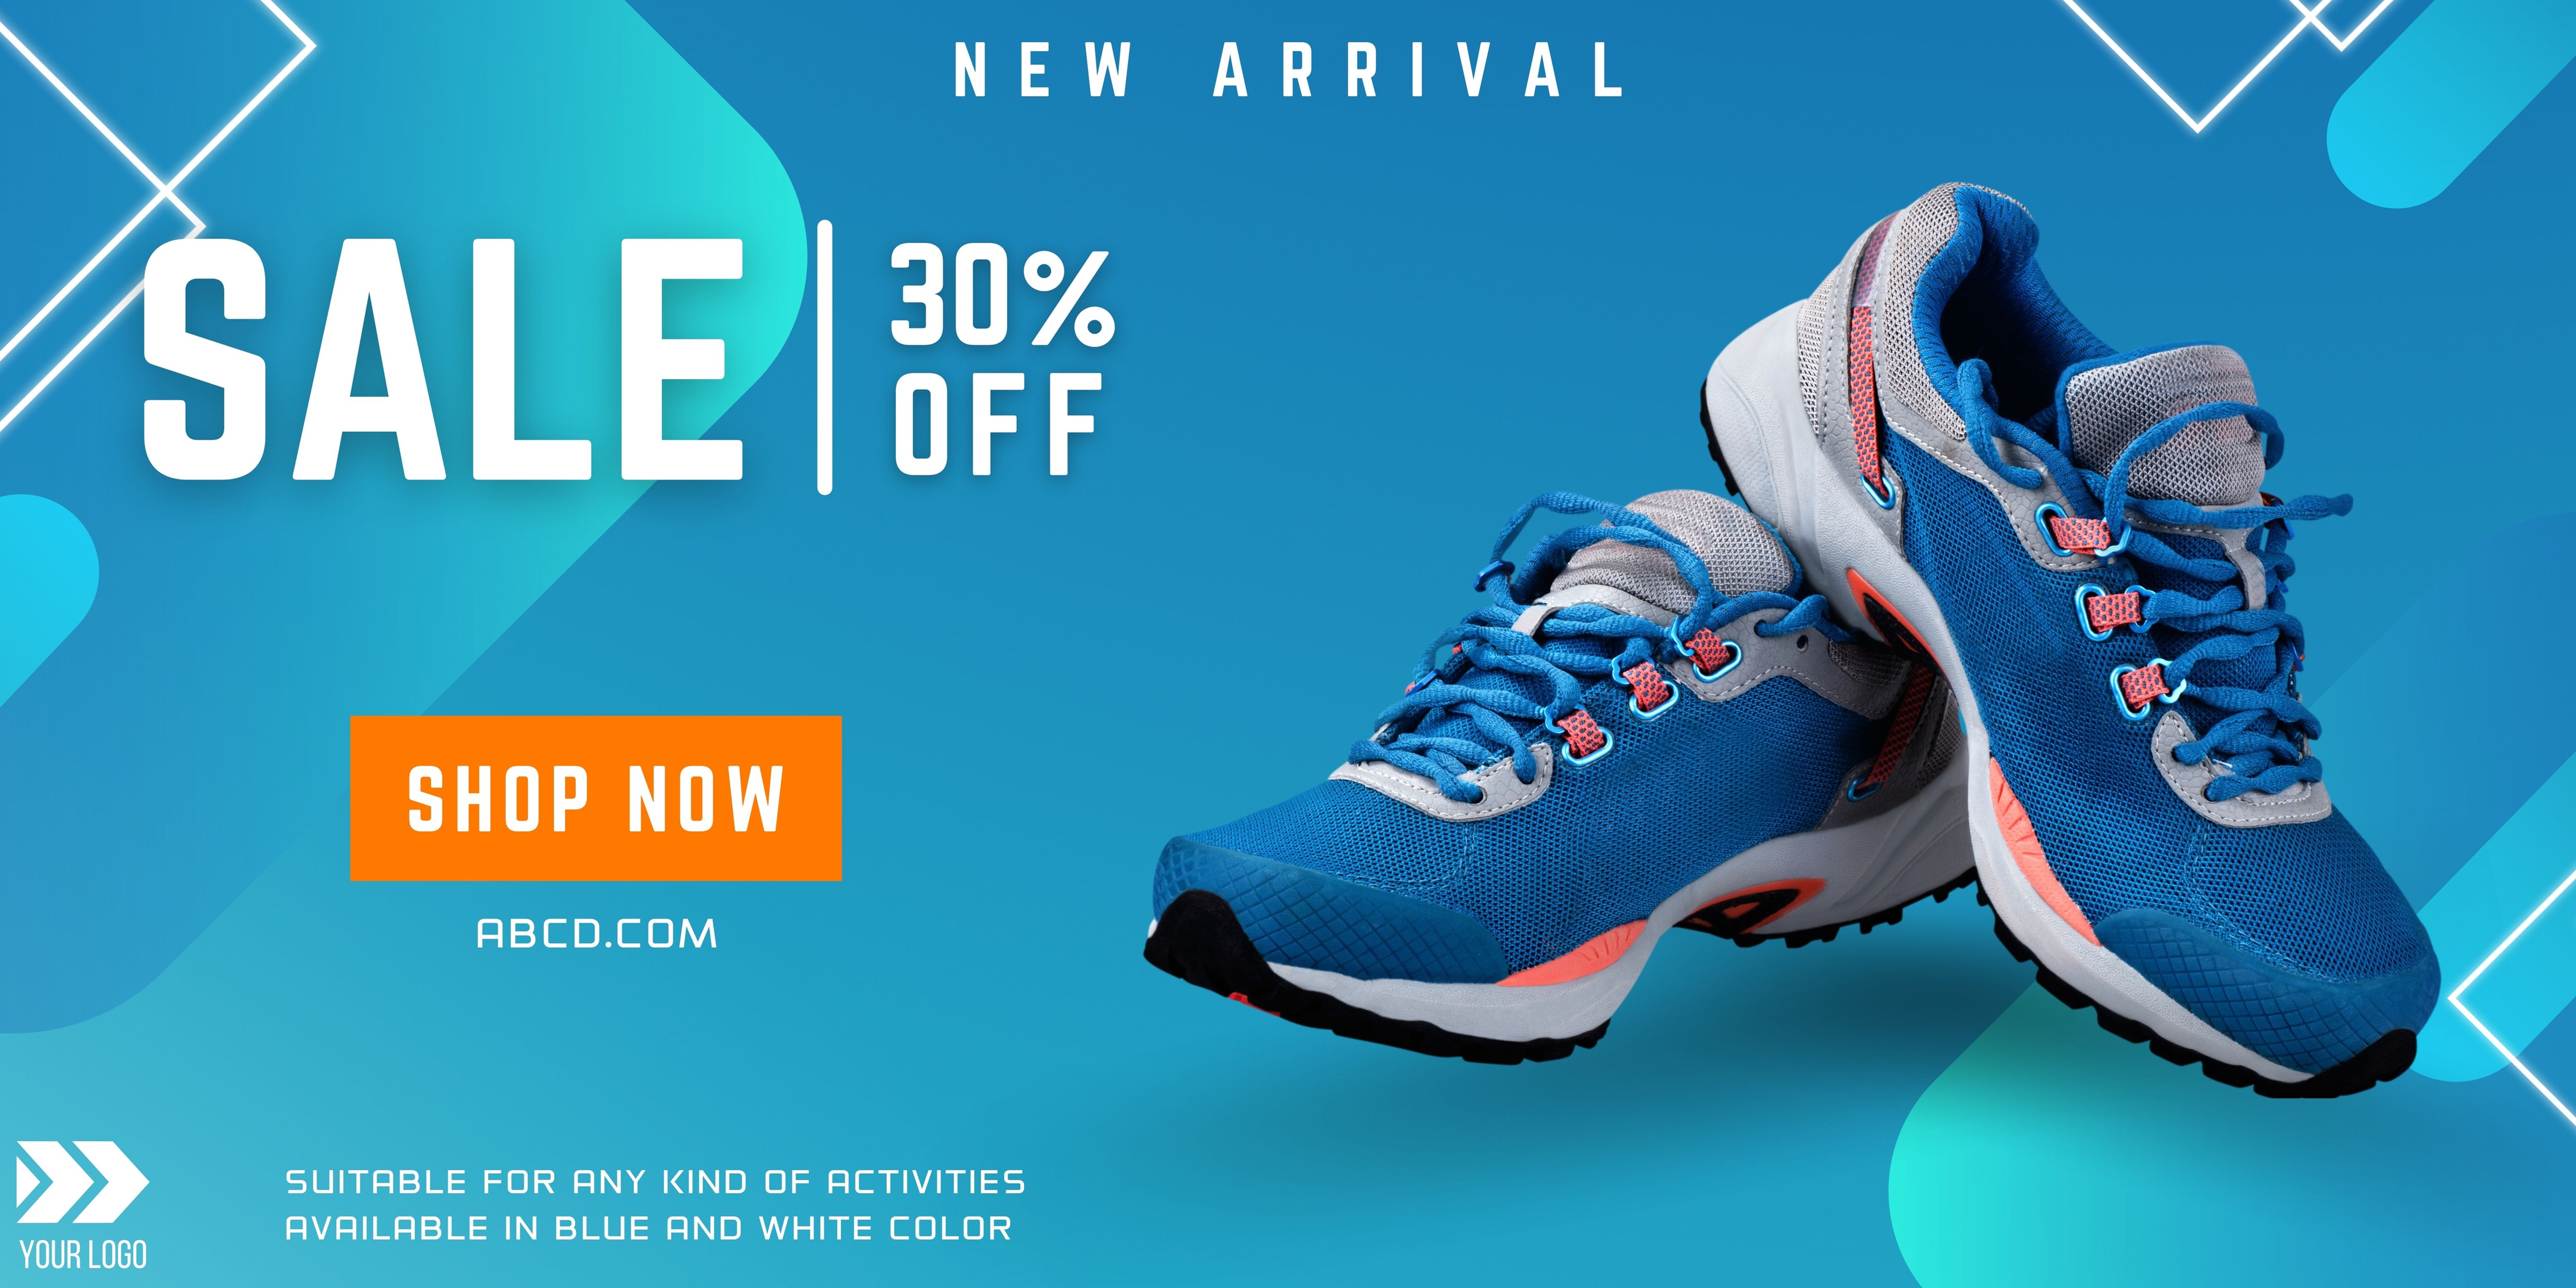 NEW ARRIVAL
SALE
30%
OFF
SHOP NOW
ABCD.COM
SUITABLE FOR ANY KIND OF ACTIVITIES
AVAILABLE IN BLUE AND WHITE COLOR
YOUR LOGO